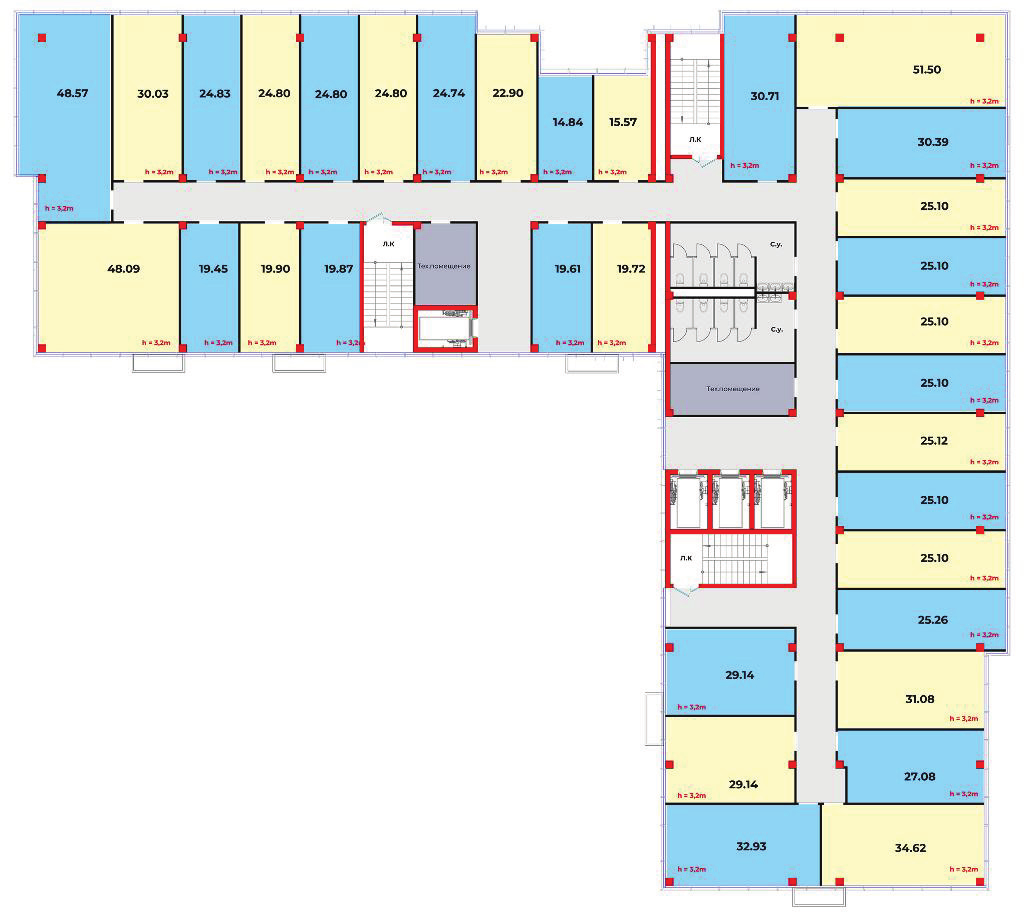 48.57
30.03
24.83
24.80
24.80
24.80
24.74
22.90
14.84
15.57
30.71
51.50
h = 3,2m
30.39
h = 3,2m
Л.К
h = 3,2m
h = 3,2m
h = 3,2m
h = 3,2m
h = 3,2m
h = 3,2m
h = 3,2m
h = 3,2m
h = 3,2m
h = 3,2m
h = 3,2m
25.10
h = 3,2m
48.09
19.45
19.90
19.87
Л.К
Тех.помещение
19.61
19.72
С.у.
25.10
h = 3,2m
h = 3,2m
h = 3,2m
h = 3,2m
h = 3,2m
h = 3,2m
h = 3,2m
С.у.
25.10
h = 3,2m
Тех.помещение
25.10
h = 3,2m
25.12
h = 3,2m
25.10
h = 3,2m
Л.К
25.10
h = 3,2m
25.26
h = 3,2m
29.14
h = 3,2m
31.08
h = 3,2m
29.14
h = 3,2m
27.08
h = 3,2m
32.93
h = 3,2m
34.62
h = 3,2m